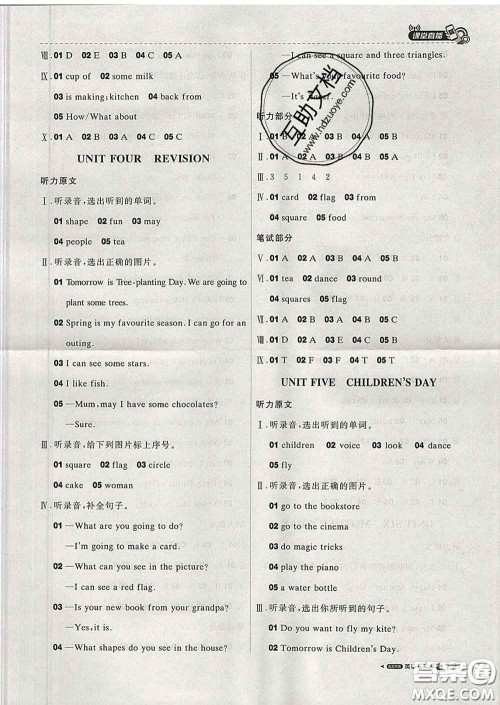 课堂直播
Ⅷ. 01 D 02 E 03 B 04 C 05 A
Ⅸ. 01 cup of 02 some milk
03 is making; kitchen 04 back from
05 How/What about
Ⅹ. 01 A 02 B 03 A 04 C 05 C
UNIT FOUR REVISION
听力原文
Ⅰ. 听录音，选出听到的单词。
01 shape 02 fun 03 may
04 people 05 tea
Ⅱ. 听录音，选出正确的图片。
01 Tomorrow is Tree-planting Day. We are going to
plant some trees.
02 Spring is my favourite season. I can go for an
outing.
03 I can see some stars.
04 I like fish.
05 —Mum, may I have some chocolates?
—Sure.
Ⅲ. 听录音，给下列图片标上序号。
01 square 02 flag 03 circle
04 cake 05 woman
Ⅳ. 听录音，补全句子。
01 —What are you going to do?
—I'm going to make a card.
02 —What can you see in the picture?
—I can see a red flag.
03 —Is your new book from your grandpa?
—Yes, it is.
04 —What shapes do you see in the house?
—I can see a square and three triangles.
05 —What's your favourite food?
—It's
听力部分
Ⅰ. 01 B
Ⅱ. 01 A 05 B
Ⅲ. 3 5 1 4 2
Ⅳ. 01 card 02 flag 03 from
04 square 05 food
笔试部分
Ⅴ. 01 A 02 A 03 B 04 A 05 B
Ⅵ. 01 tea 02 dance 03 round
04 squares 05 flag
Ⅶ. 01 B 02 A 03 A 04 B 05 B
Ⅷ. 01 C 02 A 03 D 04 B
Ⅸ. 01 T 02 F 03 F 04 F 05 T
UNIT FIVE CHILDREN'S DAY
听力原文
Ⅰ. 听录音，选出听到的单词。
01 children 02 voice 03 look 04 dance
05 fly
Ⅱ. 听录音，选出正确的图片。
01 go to the bookstore
02 go to the cinema
03 do magic tricks
04 play the piano
05 a water bottle
Ⅲ. 听录音，选出你所听到的句子。
01 Do you want to fly my kite?
02 Tomorrow is Children's Day.
互助文档
www.hdzuoye.com
答案圈
MXQE.COM